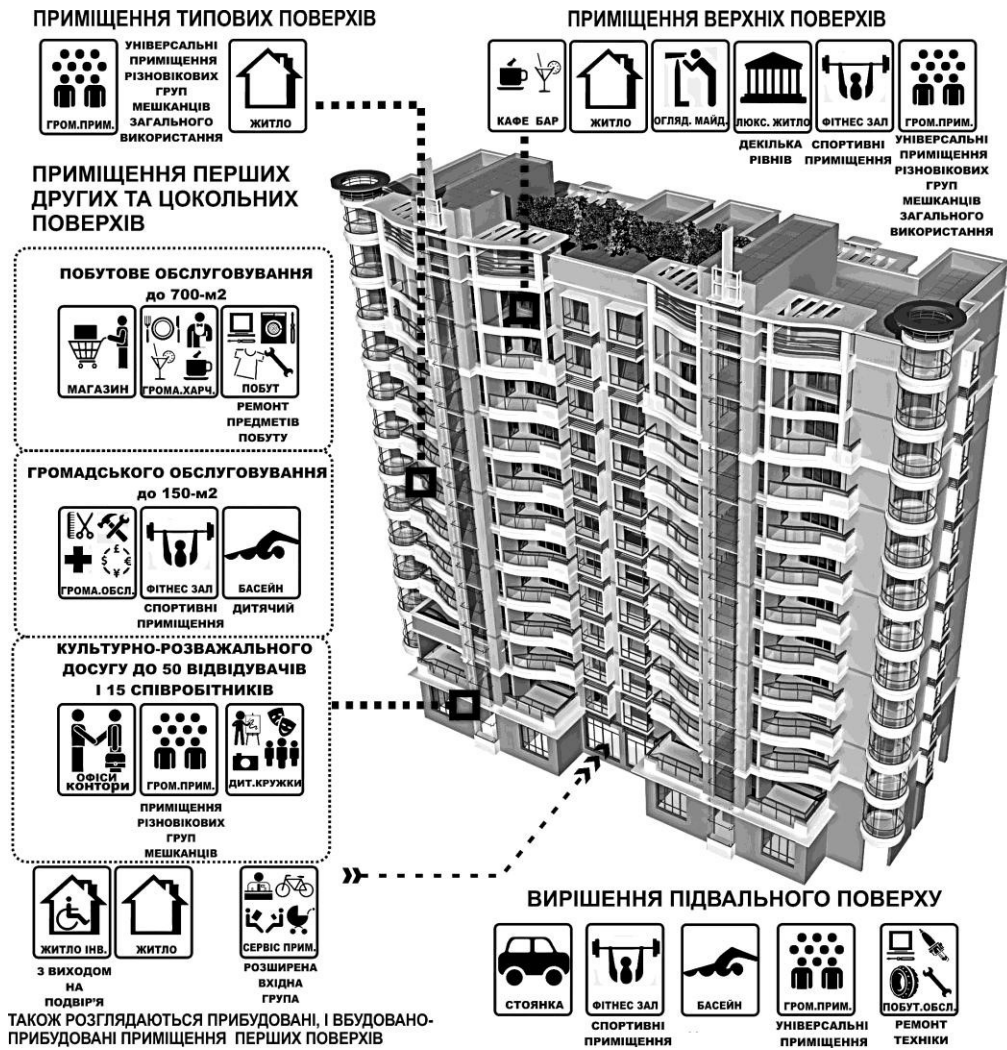 ПРИМІЩЕННЯ ТИПОВИХ ПОВЕРХІВ
ГРОМ.ПРИМ.
УНІВЕРСАЛЬНІ
ПРИМІЩЕННЯ
РІЗНОВІКОВИХ
ГРУП
МЕШКАНЦІВ
ЗАГАЛЬНОГО
ВИКОРИСТАННЯ
ЖИТЛО
ПРИМІЩЕННЯ ВЕРХНІХ ПОВЕРХІВ
КАФЕ БАР
ЖИТЛО
ОГЛЯД. МАЙД.
ЛЮКС. ЖИТЛО
ДЕКІЛЬКА
РІВНІВ
ФІТНЕС ЗАЛ
СПОРТИВНІ
ПРИМІЩЕННЯ
ГРОМ.ПРИМ.
УНІВЕРСАЛЬНІ
ПРИМІЩЕННЯ
РІЗНОВІКОВИХ
ГРУП
МЕШКАНЦІВ
ЗАГАЛЬНОГО
ВИКОРИСТАННЯ
ПРИМІЩЕННЯ ПЕРШИХ
ДРУГИХ ТА ЦОКОЛЬНИХ
ПОВЕРХІВ
ПОБУТОВЕ ОБСЛУГОВУВАННЯ
до 700-м2
МАГАЗИН
ГРОМА.ХАРЧ.
ПОБУТ
РЕМОНТ
ПРЕДМЕТІВ
ПОБУТУ
ГРОМАДСЬКОГО ОБСЛУГОВУВАННЯ
до 150-м2
ГРОМА.ОБСЛ.
ФІТНЕС ЗАЛ
СПОРТИВНІ
ПРИМІЩЕННЯ
БАСЕЙН
ДИТЯЧИЙ
КУЛЬТУРНО-РОЗВАЖАЛЬНОГО
ДОСУГУ ДО 50 ВІДВІДУВАЧІВ
І 15 СПІВРОБІТНИКІВ
ОФІСИ
КОНТОРИ
ГРОМ.ПРИМ.
ПРИМІЩЕННЯ
РІЗНОВІКОВИХ
ГРУП
МЕШКАНЦІВ
ДИТ.КРУЖКИ
ЖИТЛО ІНВ.
З ВИХОДОМ
НА
ПОДВІР'Я
ЖИТЛО
СЕРВІС ПРИМ.
РОЗШИРЕНА
ВХІДНА
ГРУПА
ТАКОЖ РОЗГЛЯДАЮТЬСЯ ПРИБУДОВАНІ, І ВБУДОВАНО-
ПРИБУДОВАНІ ПРИМІЩЕННЯ ПЕРШИХ ПОВЕРХІВ
ВИРІШЕННЯ ПІДВАЛЬНОГО ПОВЕРХУ
СТОЯНКА
ФІТНЕС ЗАЛ
СПОРТИВНІ
ПРИМІЩЕННЯ
БАСЕЙН
ГРОМ.ПРИМ.
УНІВЕРСАЛЬНІ
ПРИМІЩЕННЯ
ПОБУТ.ОБСЛ.
РЕМОНТ
ТЕХНІКИ